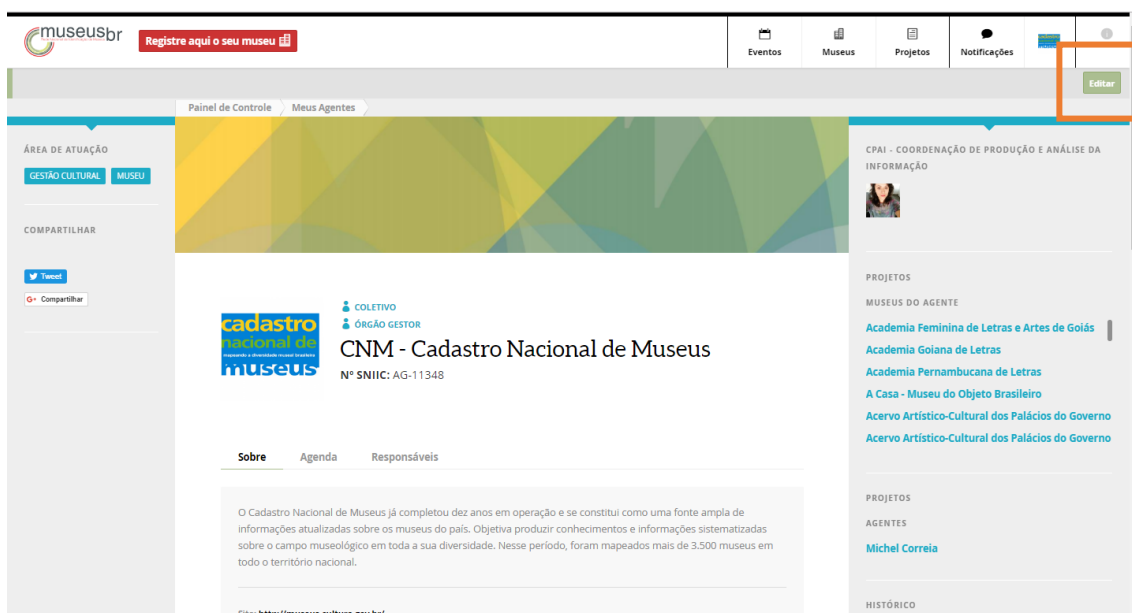 museusbr
Registre aqui o seu museu
Eventos
Museus
Projetos
Notificações
Editar
Painel de Controle
Meus Agentes
ÁREA DE ATUAÇÃO
GESTÃO CULTURAL
MUSEU
COMPARTILHAR
Tweet
G+ Compartilhar
cadastro
nacional de
mapeando a diversidade museal brasileira
museus
COLETIVO
ÓRGÃO GESTOR
CNM - Cadastro Nacional de Museus
Nº SNIIC: AG-11348
Sobre
Agenda
Responsáveis
O Cadastro Nacional de Museus já completou dez anos em operação e se constitui como uma fonte ampla de
informações atualizadas sobre os museus do país. Objetiva produzir conhecimentos e informações sistematizadas
sobre o campo museológico em toda a sua diversidade. Nesse período, foram mapeados mais de 3.500 museus em
todo o território nacional.
Site: http://museus.cultura.gov.br/
CPAI - COORDENAÇÃO DE PRODUÇÃO E ANÁLISE DA
INFORMAÇÃO
PROJETOS
MUSEUS DO AGENTE
Academia Feminina de Letras e Artes de Goiás
Academia Goiana de Letras
Academia Pernambucana de Letras
A Casa - Museu do Objeto Brasileiro
Acervo Artístico-Cultural dos Palácios do Governo
Acervo Artístico-Cultural dos Palácios do Governo
PROJETOS
AGENTES
Michel Correia
HISTÓRICO